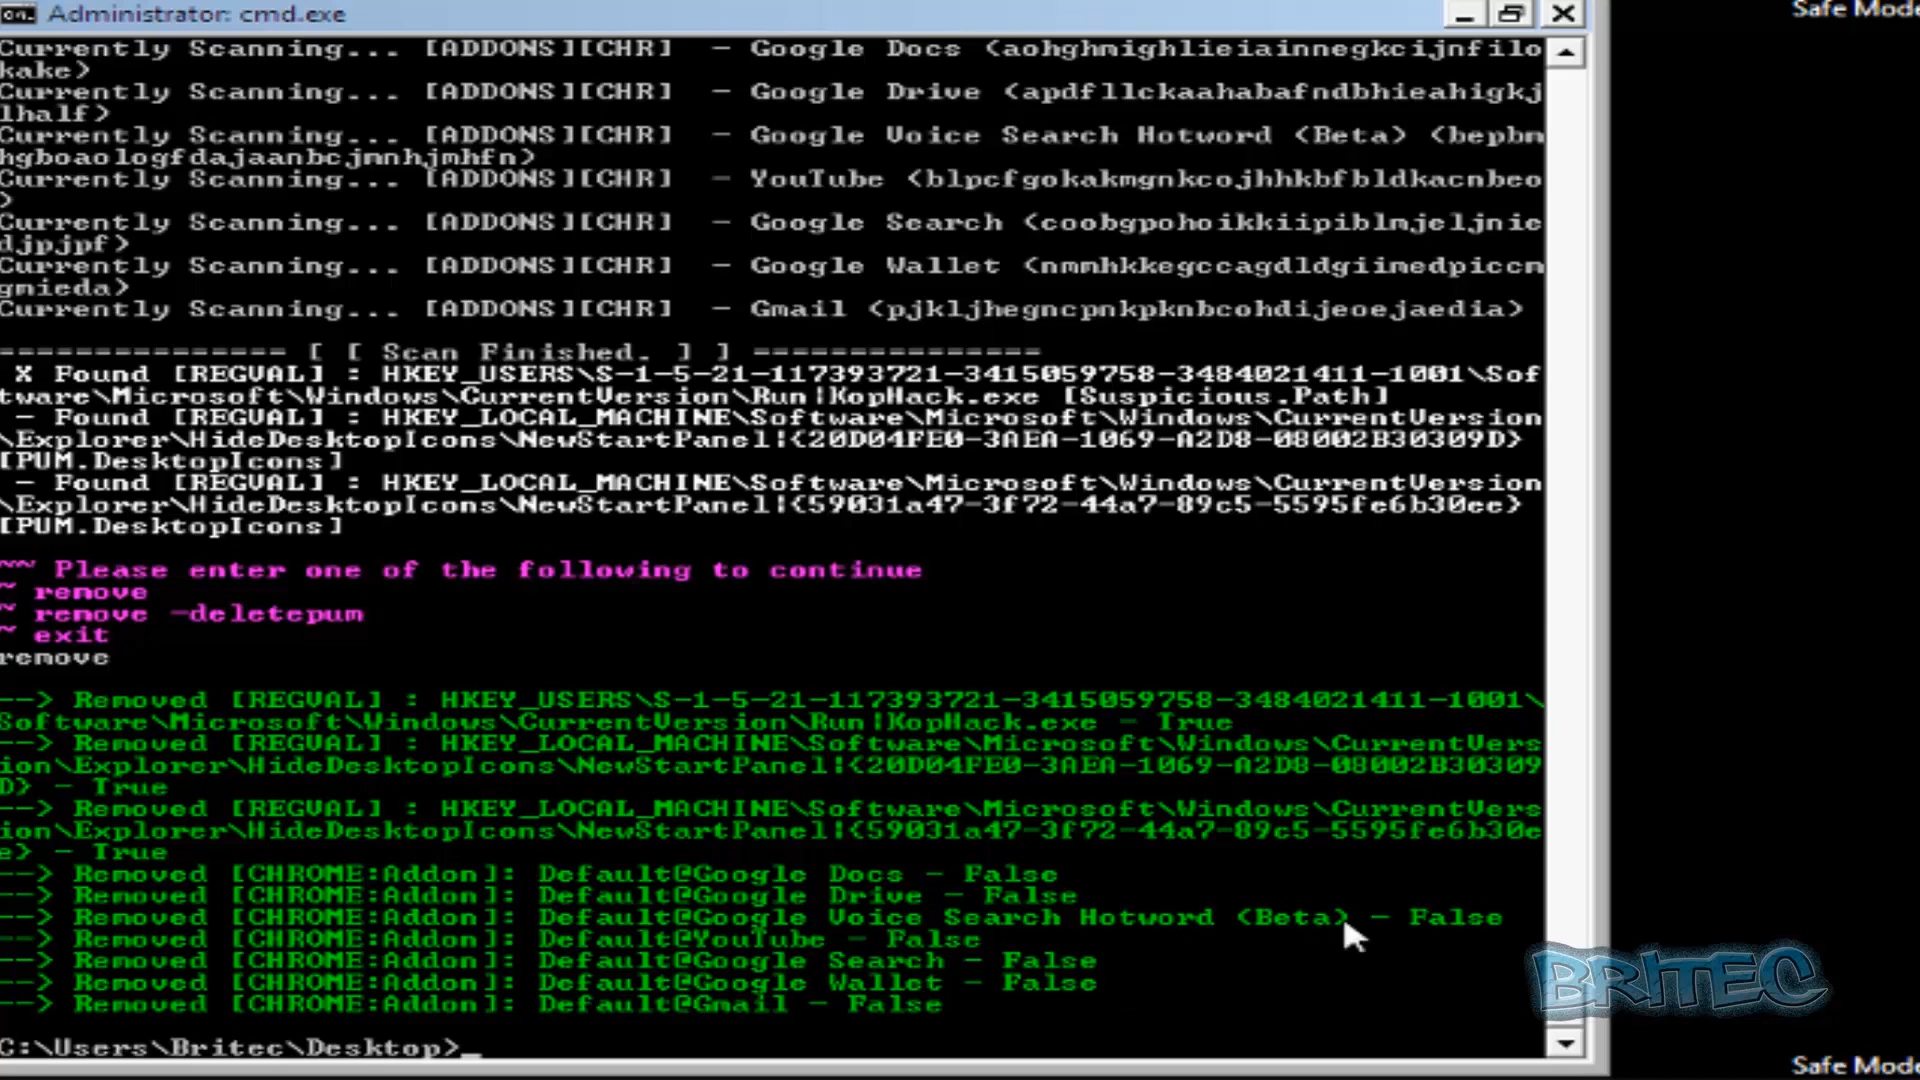 Administrator: cmd.exe
Safe Mode
Currently Scanning... [ADDONS][CHR]  - Google Docs (aohghmighlieiainnegkcijnfilo
kake)
Currently Scanning... [ADDONS][CHR]  - Google Drive (apdfllckaahabafndbhieahigkj
lhalf)
Currently Scanning... [ADDONS][CHR]  - Google Voice Search Hotword (Beta) (bepbm
hgboaologfdajaanbcjmnhjmhfn)
Currently Scanning... [ADDONS][CHR]  - YouTube (blpcfgokakmgnkcojhhkbfbldkacnbeo
)
Currently Scanning... [ADDONS][CHR]  - Google Search (coobgpohoikkiipiblmjeljnie
djpjpf)
Currently Scanning... [ADDONS][CHR]  - Google Wallet (nmmhkkegccagdldgiimedpiccm
gmieda)
Currently Scanning... [ADDONS][CHR]  - Gmail (pjkljhegncpnkpknbcohdijeoejaedia)
--------------- [ [ Scan Finished. ] ] ---------------
X Found [REGVAL] : HKEY_USERS\S-1-5-21-117393721-3415059758-3484021411-1001\Sof
tware\Microsoft\Windows\CurrentVersion\Run|KopHack.exe [Suspicious.Path]
- Found [REGVAL] : HKEY_LOCAL_MACHINE\Software\Microsoft\Windows\CurrentVersion
\Explorer\HideDesktopIcons\NewStartPanel|{20D04FE0-3AEA-1069-A2D8-08002B30309D}
[PUM.DesktopIcons]
- Found [REGVAL] : HKEY_LOCAL_MACHINE\Software\Microsoft\Windows\CurrentVersion
\Explorer\HideDesktopIcons\NewStartPanel|{59031a47-3f72-44a7-89c5-5595fe6b30ee}
[PUM.DesktopIcons]
~~ Please enter one of the following to continue
~ remove
~ remove -deletepum
~ exit
remove
--> Removed [REGVAL] : HKEY_USERS\S-1-5-21-117393721-3415059758-3484021411-1001\
Software\Microsoft\Windows\CurrentVersion\Run|KopHack.exe - True
--> Removed [REGVAL] : HKEY_LOCAL_MACHINE\Software\Microsoft\Windows\CurrentVers
ion\Explorer\HideDesktopIcons\NewStartPanel|{20D04FE0-3AEA-1069-A2D8-08002B30309
D} - True
--> Removed [REGVAL] : HKEY_LOCAL_MACHINE\Software\Microsoft\Windows\CurrentVers
ion\Explorer\HideDesktopIcons\NewStartPanel|{59031a47-3f72-44a7-89c5-5595fe6b30e
e} - True
--> Removed [CHROME:Addon]: Default@Google Docs - False
--> Removed [CHROME:Addon]: Default@Google Drive - False
--> Removed [CHROME:Addon]: Default@Google Voice Search Hotword (Beta) - False
--> Removed [CHROME:Addon]: Default@YouTube - False
--> Removed [CHROME:Addon]: Default@Google Search - False
--> Removed [CHROME:Addon]: Default@Google Wallet - False
--> Removed [CHROME:Addon]: Default@Gmail - False
BRITEC
C:\Users\Britec\Desktop>_
Safe Mode